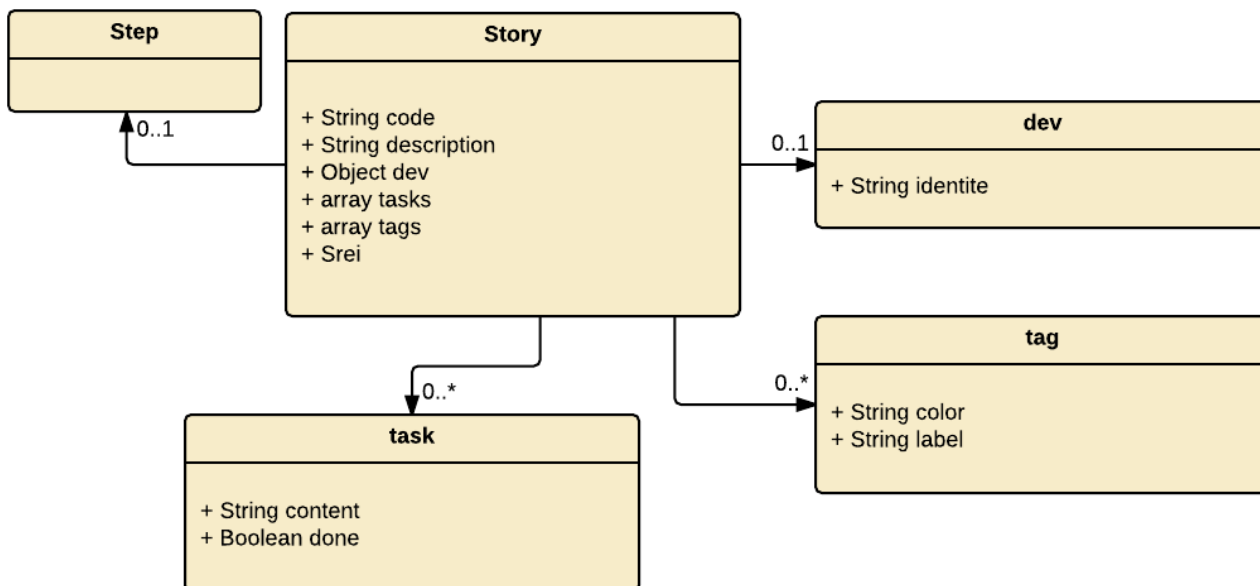 Step
Story
+ String code
+ String description
+ Object dev
+ array tasks
+ array tags
+ Srei
0..1
0..1
dev
+ String identite
0..*
task
+ String content
+ Boolean done
0..*
tag
+ String color
+ String label